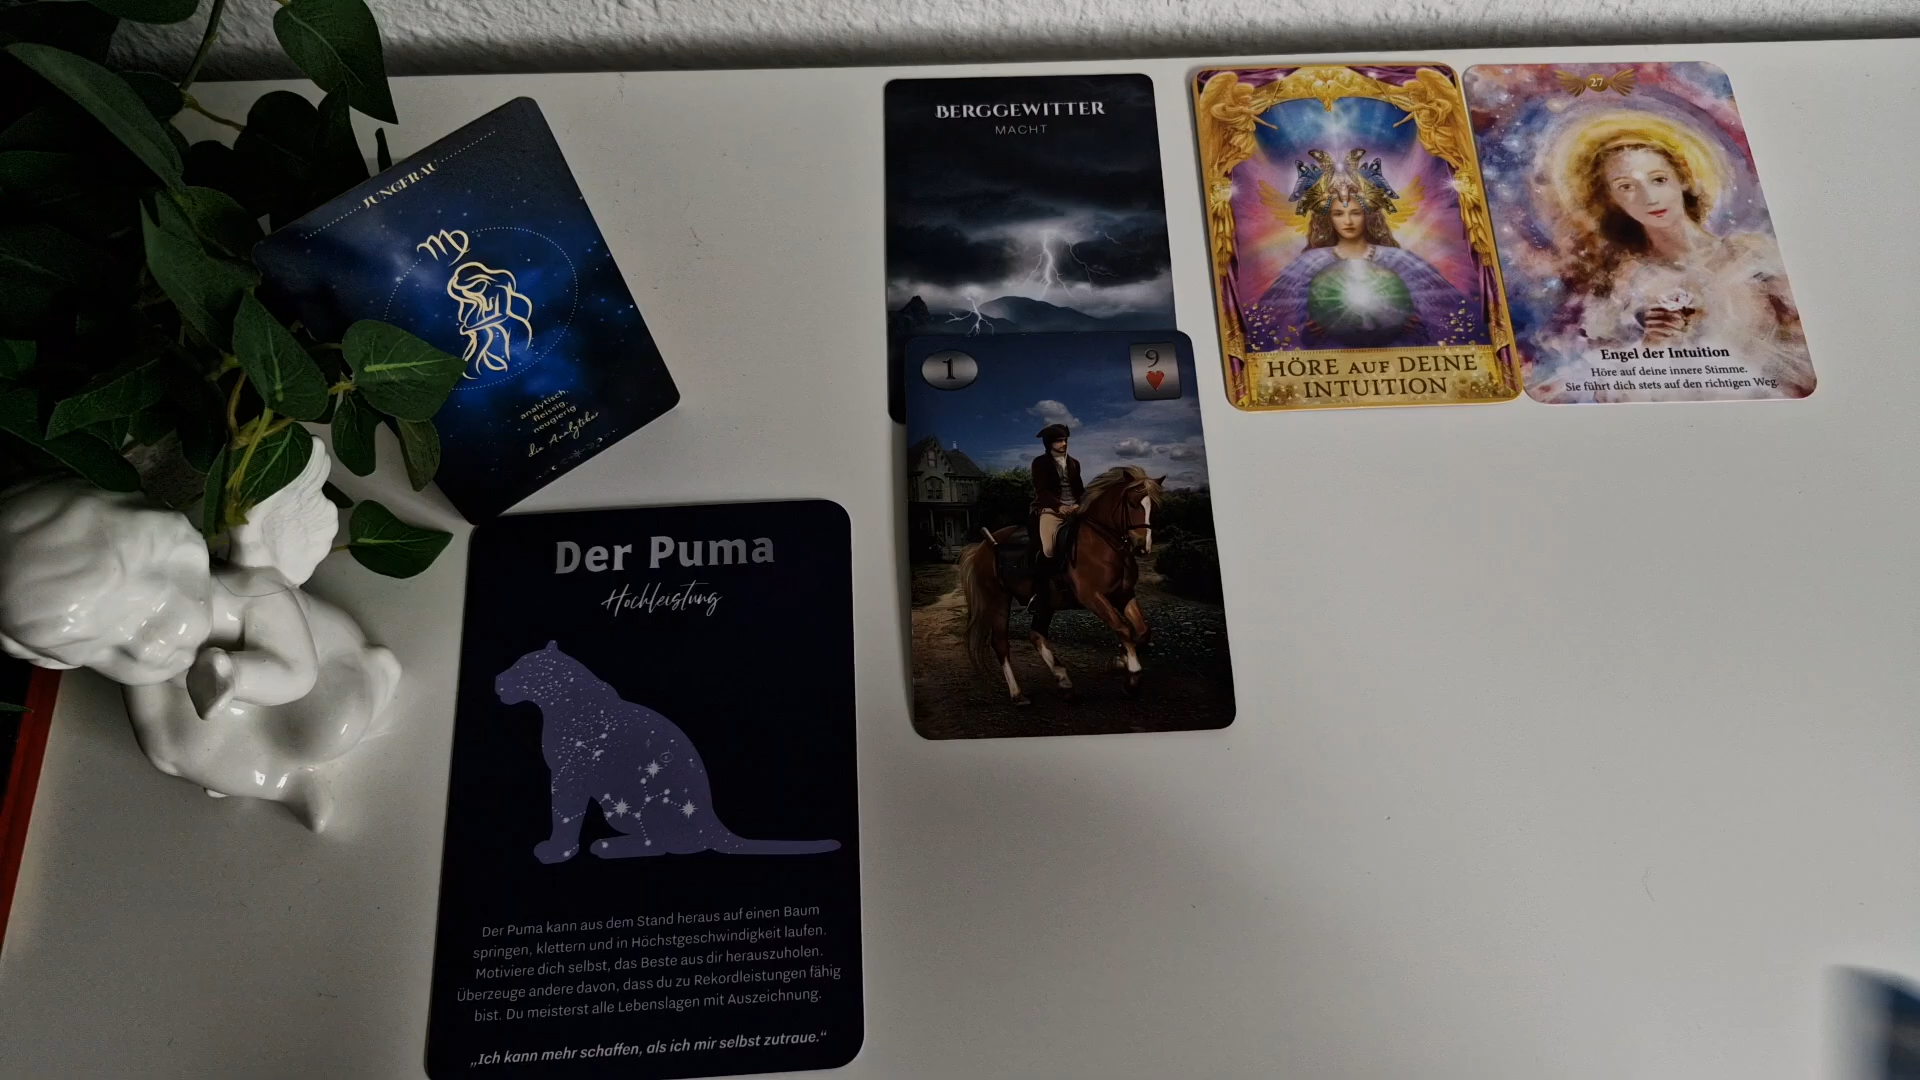 JUNGFRAU
analytisch,
fleissig,
neugierig
die Analytiker
Der Puma
Hochleistung
Der Puma kann aus dem Stand heraus auf einen Baum
springen, klettern und in Höchstgeschwindigkeit laufen.
Motiviere dich selbst, das Beste aus dir herauszuholen.
Überzeuge andere davon, dass du zu Rekordleistungen fähig
bist. Du meisterst alle Lebenslagen mit Auszeichnung.
„Ich kann mehr schaffen, als ich mir selbst zutraue.“
BERGGEWITTER
MACHT
1
9
HÖRE AUF DEINE
INTUITION
27
Engel der Intuition
Höre auf deine innere Stimme.
Sie führt dich stets auf den richtigen Weg.